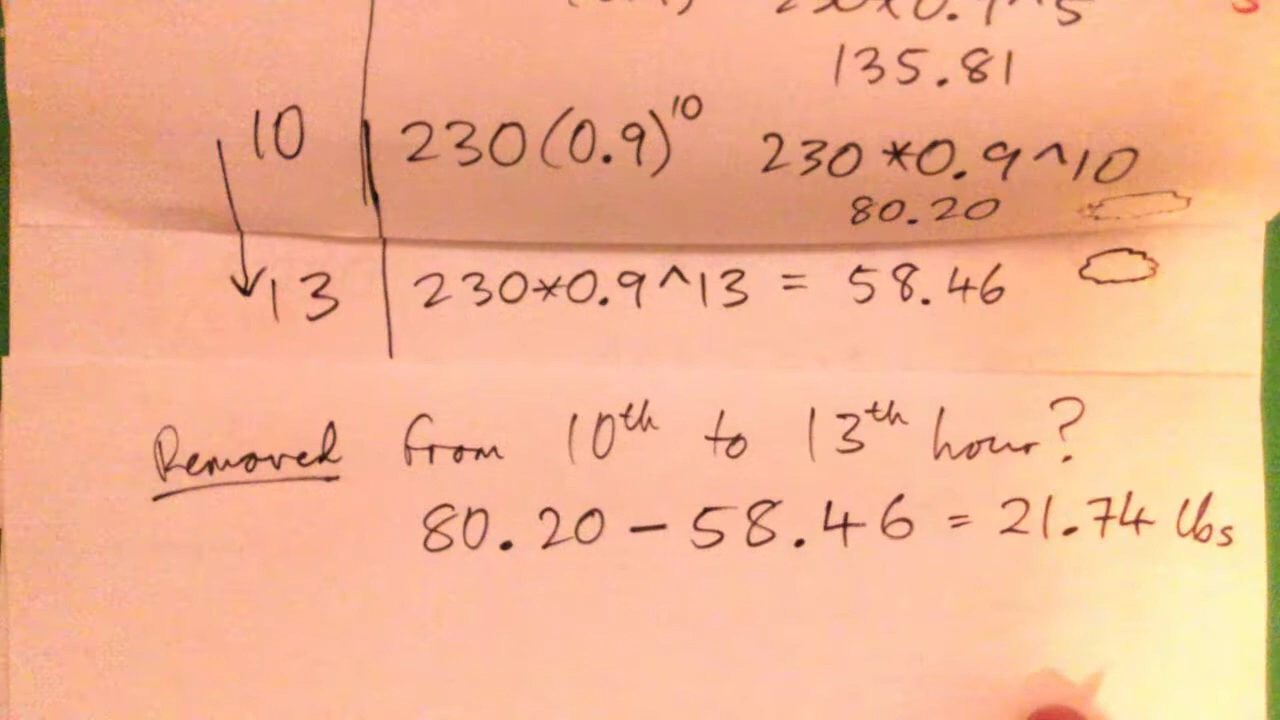 135.81
10 230(0.9)^10 230*0.9^10
80.20
13 230*0.9^13 = 58.46
Removed from 10th to 13th hour?
80.20 - 58.46 = 21.74 lbs